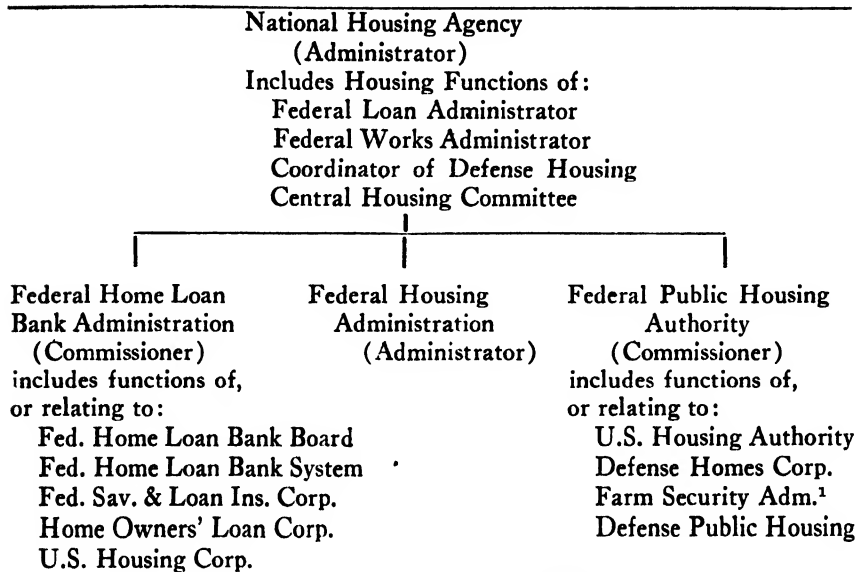 National Housing Agency
(Administrator)
Includes Housing Functions of:
Federal Loan Administrator
Federal Works Administrator
Coordinator of Defense Housing
Central Housing Committee
Federal Home Loan
Bank Administration
(Commissioner)
includes functions of,
or relating to:
Fed. Home Loan Bank Board
Fed. Home Loan Bank System
Fed. Sav. & Loan Ins. Corp.
Home Owners' Loan Corp.
U.S. Housing Corp.
Federal Housing
Administration
(Administrator)
Federal Public Housing
Authority
(Commissioner)
includes functions of,
or relating to:
U.S. Housing Authority
Defense Homes Corp.
Farm Security Adm.¹
Defense Public Housing